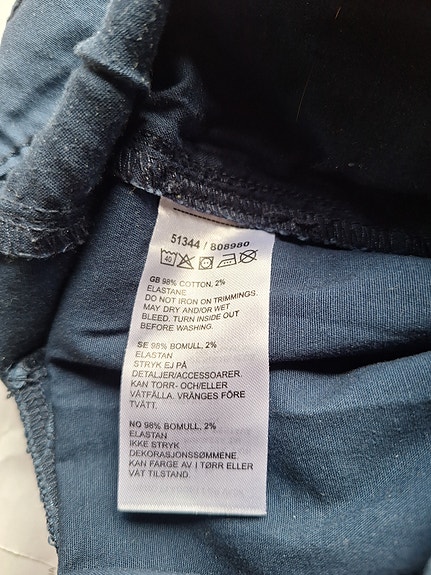 51344 / 808980
40
GB 98% COTTON, 2%
ELASTANE
DO NOT IRON ON TRIMMINGS.
MAY DRY AND/OR WET
BLEED. TURN INSIDE OUT
BEFORE WASHING.
SE 98% BOMULL, 2%
ELASTAN
STRYK EJ PÅ
DETALJER/ACCESSOARER.
KAN TORR- OCH/ELLER
VÅTFÄLLA. VRÄNGES FÖRE
TVÄTT.
NO 98% BOMULL, 2%
ELASTAN
IKKE STRYK
DEKORASJONSSØMMENE.
KAN FARGE AV I TØRR ELLER
VÅT TILSTAND.